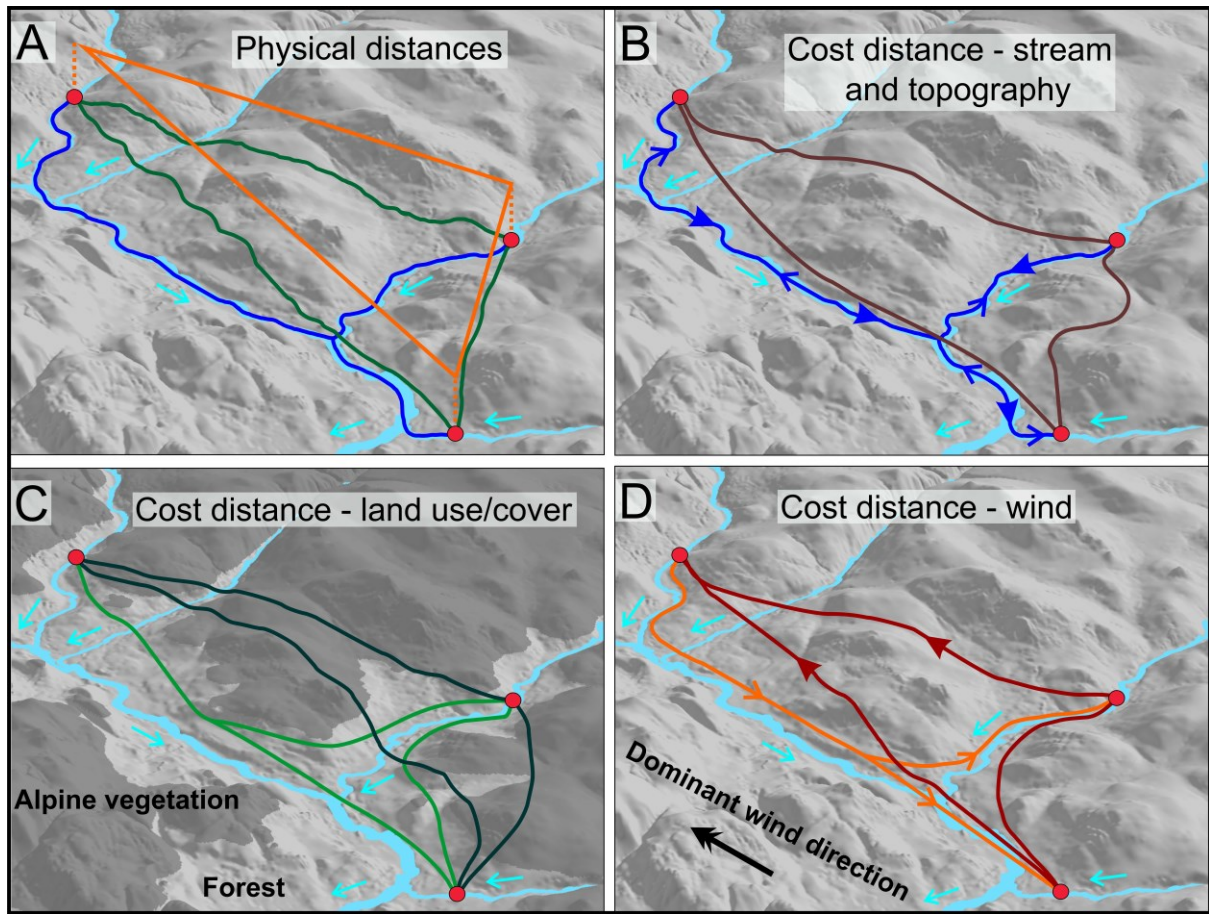 A
Physical distances
B
Cost distance - stream
and topography
C
Cost distance - land use/cover
Alpine vegetation
Forest
D
Cost distance - wind
Dominant wind direction